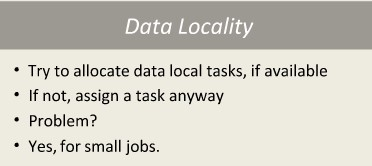 Data Locality
• Try to allocate data local tasks, if available
• If not, assign a task anyway
• Problem?
• Yes, for small jobs.